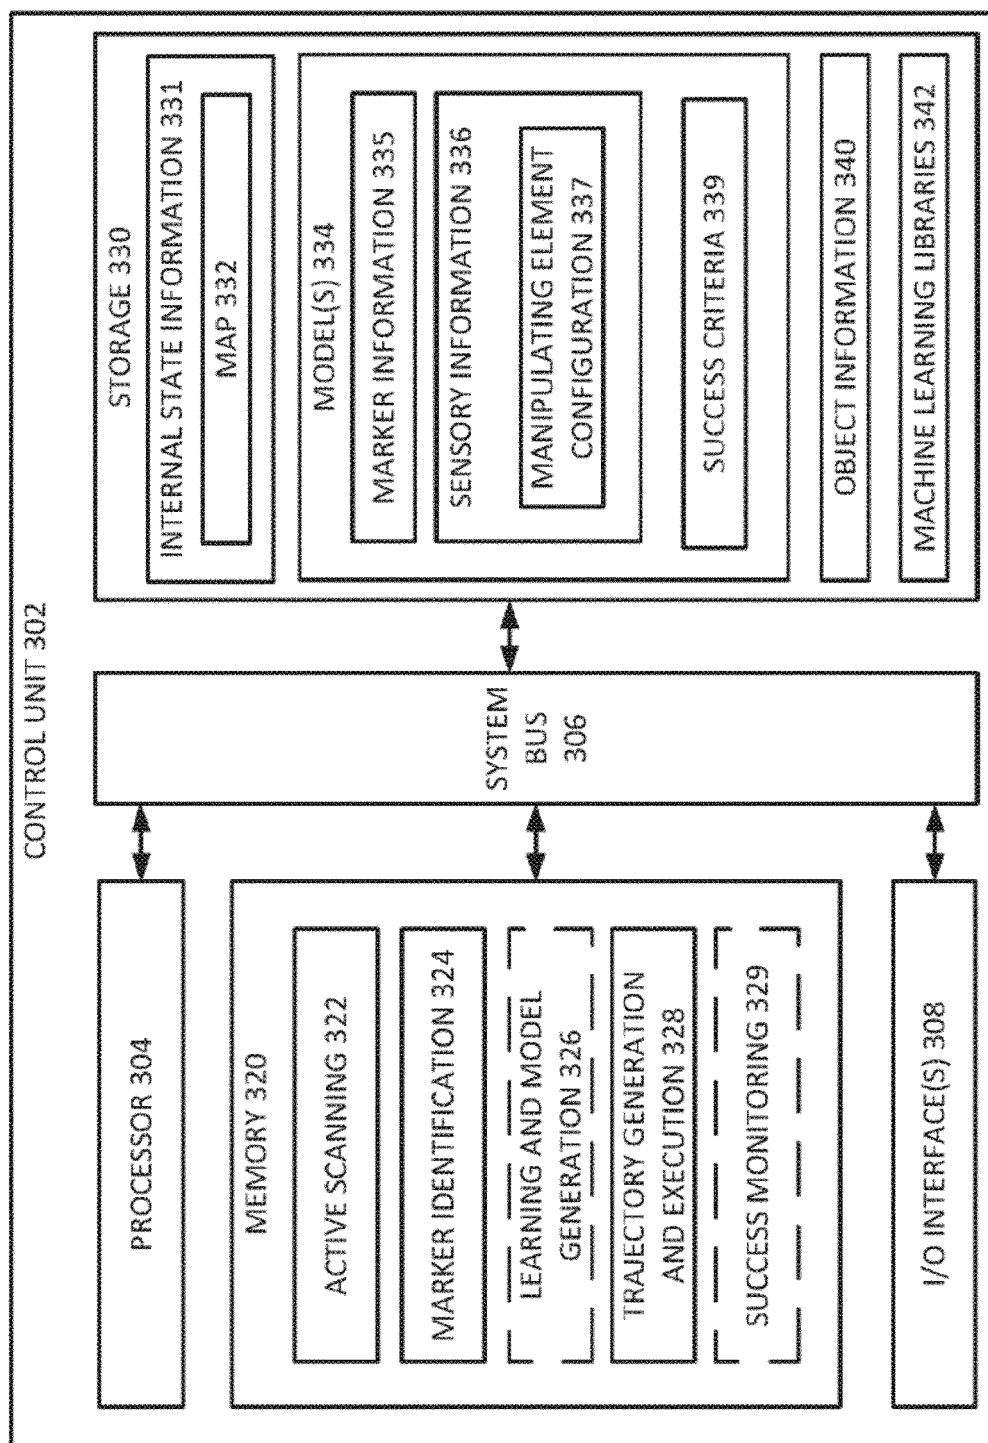 CONTROL UNIT 302
PROCESSOR 304
MEMORY 320
ACTIVE SCANNING 322
MARKER IDENTIFICATION 324
LEARNING AND MODEL
GENERATION 326
TRAJECTORY GENERATION
AND EXECUTION 328
SUCCESS MONITORING 329
I/O INTERFACE(S) 308
SYSTEM
BUS
306
STORAGE 330
INTERNAL STATE INFORMATION 331
MAP 332
MODEL(S) 334
MARKER INFORMATION 335
SENSORY INFORMATION 336
MANIPULATING ELEMENT
CONFIGURATION 337
SUCCESS CRITERIA 339
OBJECT INFORMATION 340
MACHINE LEARNING LIBRARIES 342